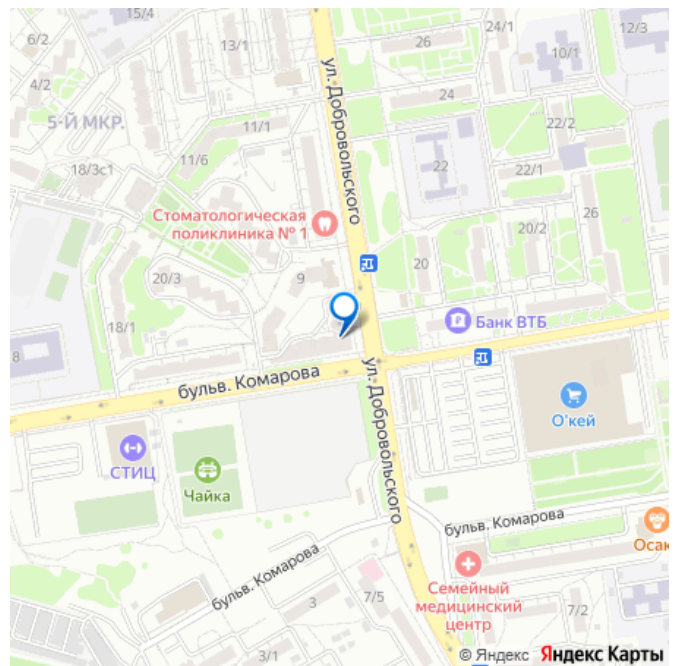 15/4
24/1
12/3
6/2
13/1
26
10/1
4/2
ул. Добровольского
24
5-Й МКР.
11/1
22/2
11/6
18/3с1
22
22/1
Стоматологическая
поликлиника № 1
26
20/2
20/3
9
20
18/1
Банк ВТБ
8
бульв. Комарова
ул. Добровольского
О'кей
СТИЦ
Чайка
бульв. Комарова
Осак
бульв. Комарова
3
7/5
Семейный
медицинский
центр
7/2
3/1
© Яндекс Яндекс Карты